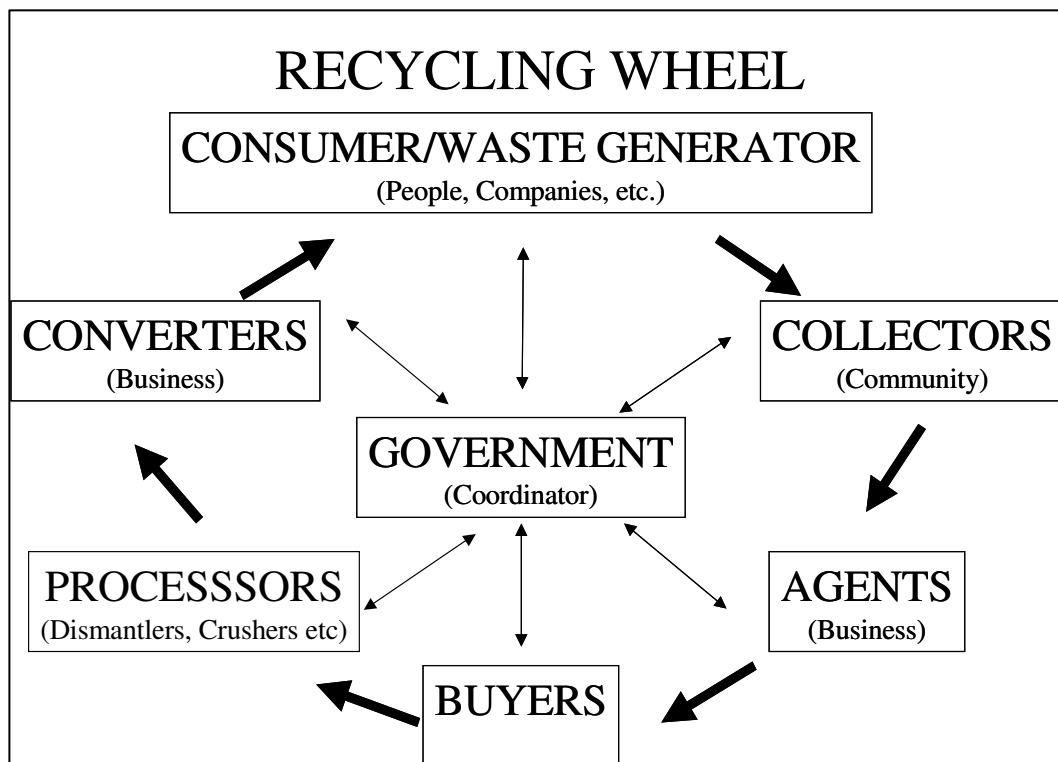 RECYCLING WHEEL
CONSUMER/WASTE GENERATOR
(People, Companies, etc.)
CONVERTERS
(Business)
COLLECTORS
(Community)
GOVERNMENT
(Coordinator)
PROCESSSORS
(Dismantlers, Crushers etc)
AGENTS
(Business)
BUYERS